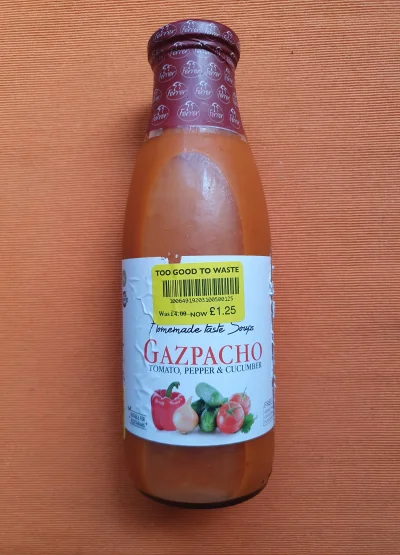 Ferrer
TOO GOOD TO WASTE
Was £4.00 NOW £1.25
Homemade taste Soups
GAZPACHO
TOMATO, PEPPER & CUCUMBER